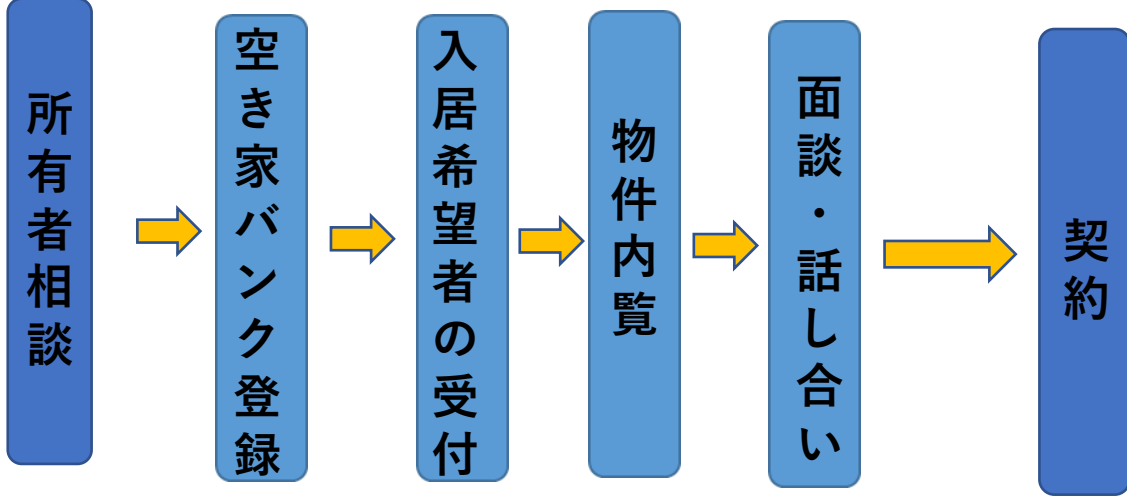 所有者相談
空き家バンク登録
入居希望者の受付
物件内覧
面談・話し合い
契約